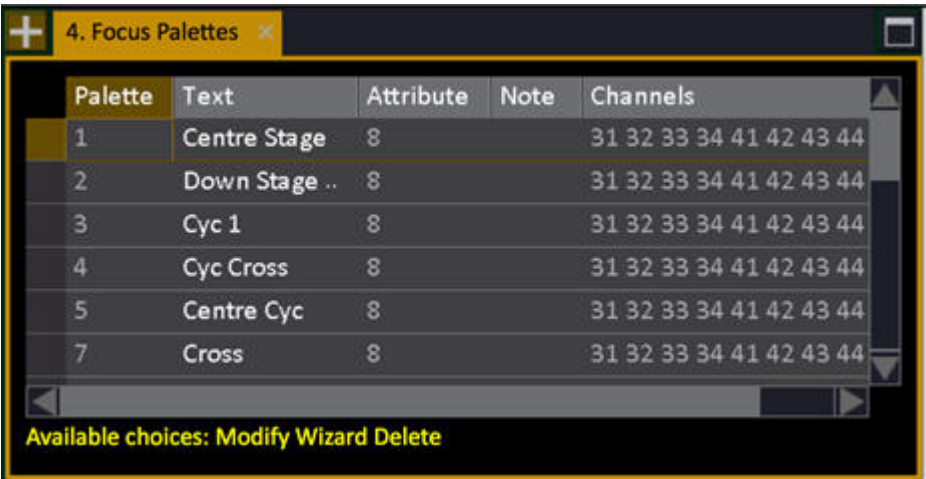 4. Focus Palettes
Palette Text Attribute Note Channels
1 Centre Stage 8 31 32 33 34 41 42 43 44
2 Down Stage .. 8 31 32 33 34 41 42 43 44
3 Cyc 1 8 31 32 33 34 41 42 43 44
4 Cyc Cross 8 31 32 33 34 41 42 43 44
5 Centre Cyc 8 31 32 33 34 41 42 43 44
7 Cross 8 31 32 33 34 41 42 43 44
Available choices: Modify Wizard Delete